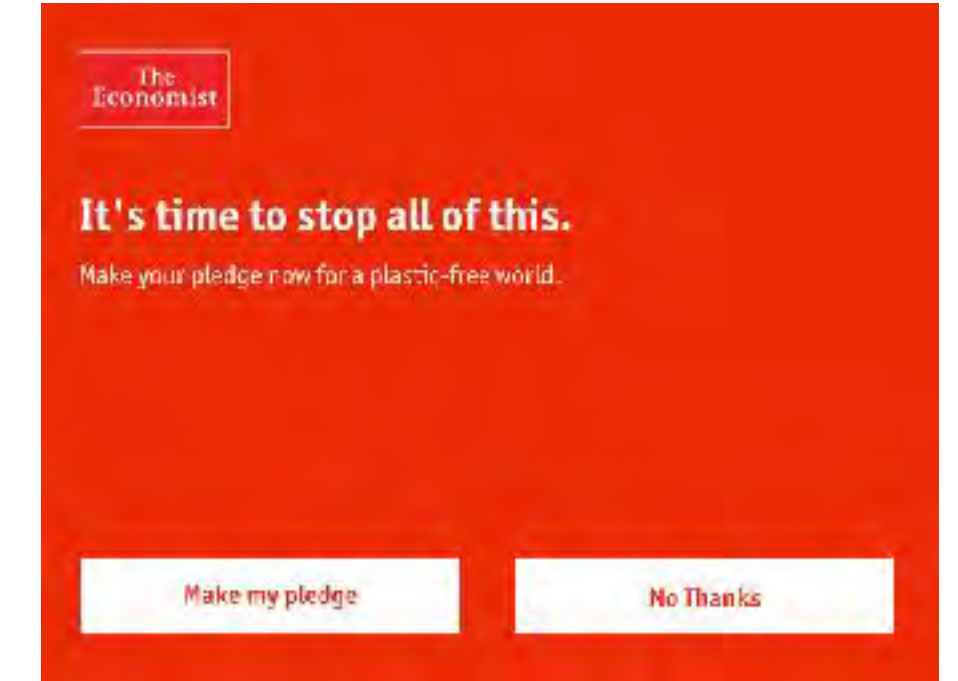 The
Economist
It's time to stop all of this.
Make your pledge now for a plastic-free world.
Make my pledge
No Thanks